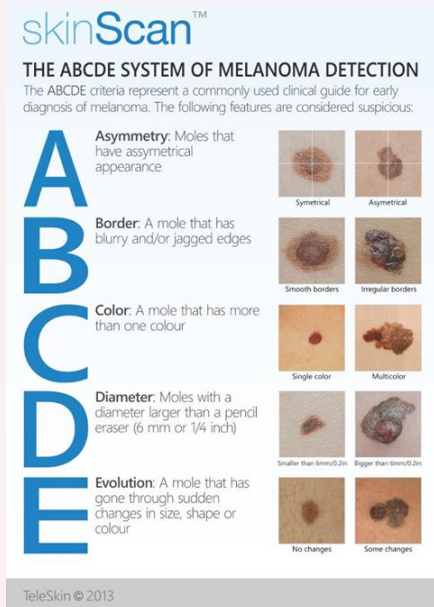 skinScan™
THE ABCDE SYSTEM OF MELANOMA DETECTION
The ABCDE criteria represent a commonly used clinical guide for early
diagnosis of melanoma. The following features are considered suspicious:
A
Asymmetry: Moles that
have assymetrical
appearance
Symetrical
Asymetrical
B
Border: A mole that has
blurry and/or jagged edges
Smooth borders
Irregular borders
C
Color: A mole that has more
than one colour
Single color
Multicolor
D
Diameter: Moles with a
diameter larger than a pencil
eraser (6 mm or 1/4 inch)
Smaller than 6mm/0.2in
Bigger than 6mm/0.2in
E
Evolution: A mole that has
gone through sudden
changes in size, shape or
colour
No changes
Some changes
TeleSkin © 2013